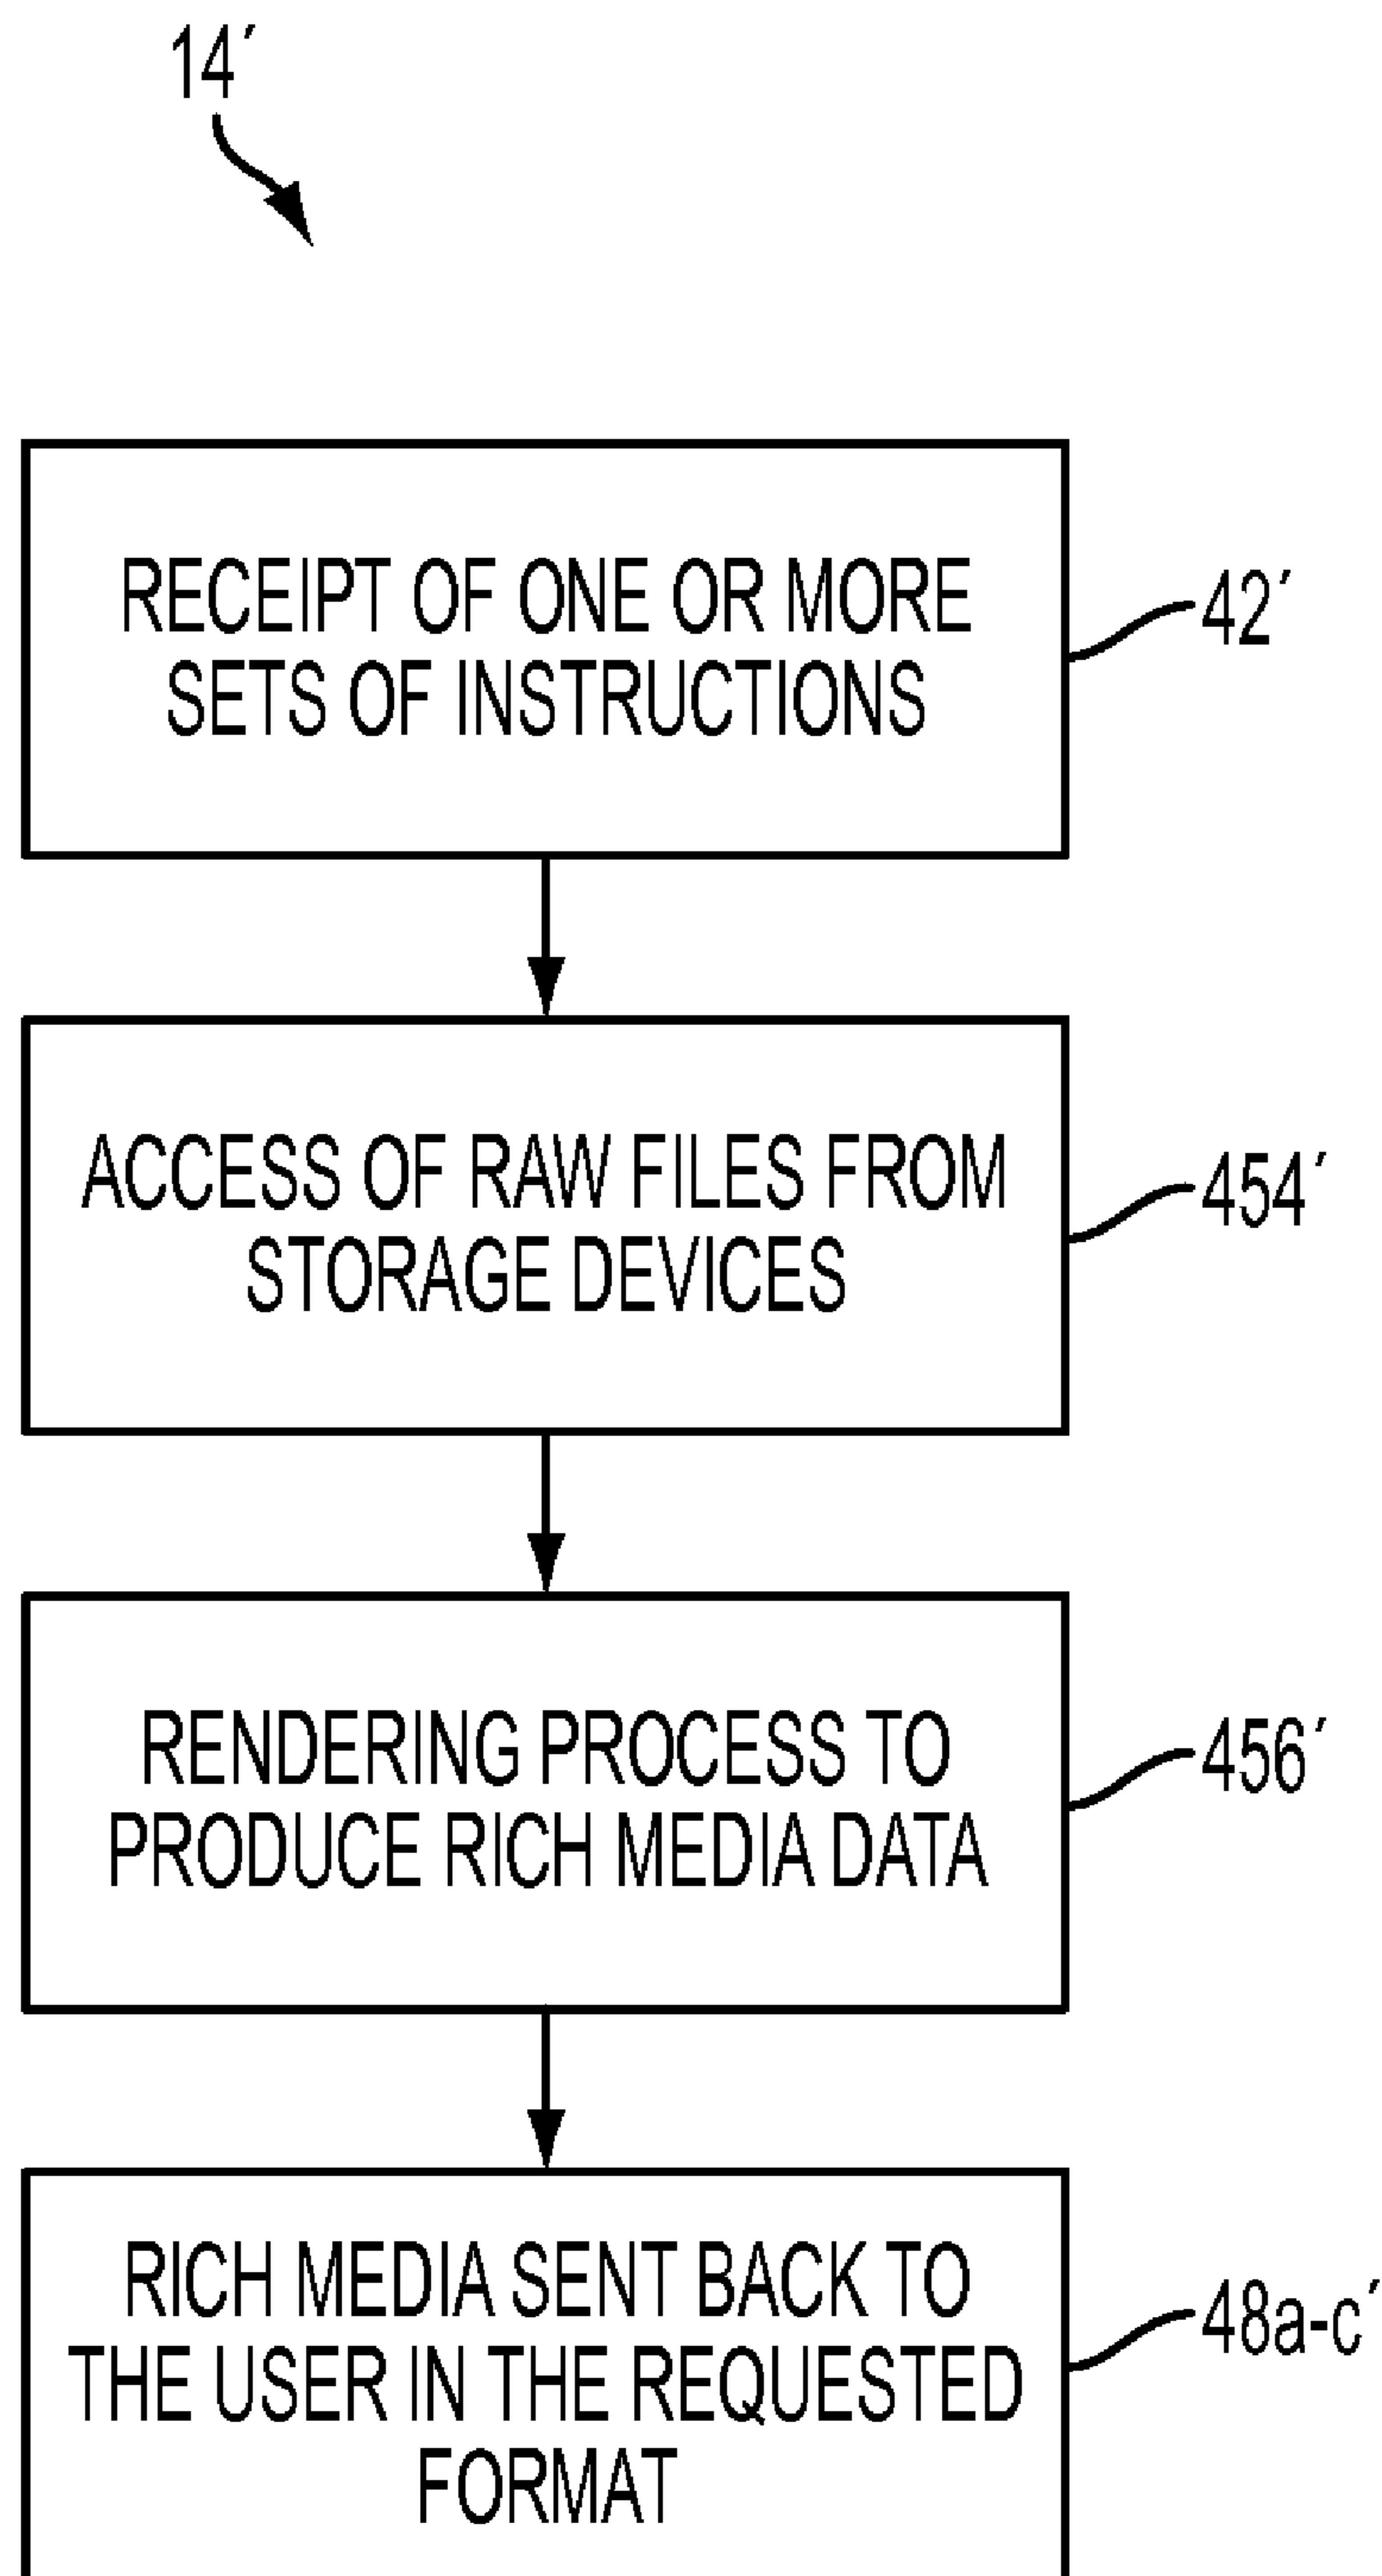 14′
RECEIPT OF ONE OR MORE
SETS OF INSTRUCTIONS
42′
ACCESS OF RAW FILES FROM
STORAGE DEVICES
454′
RENDERING PROCESS TO
PRODUCE RICH MEDIA DATA
456′
RICH MEDIA SENT BACK TO
THE USER IN THE REQUESTED
FORMAT
48a-c′